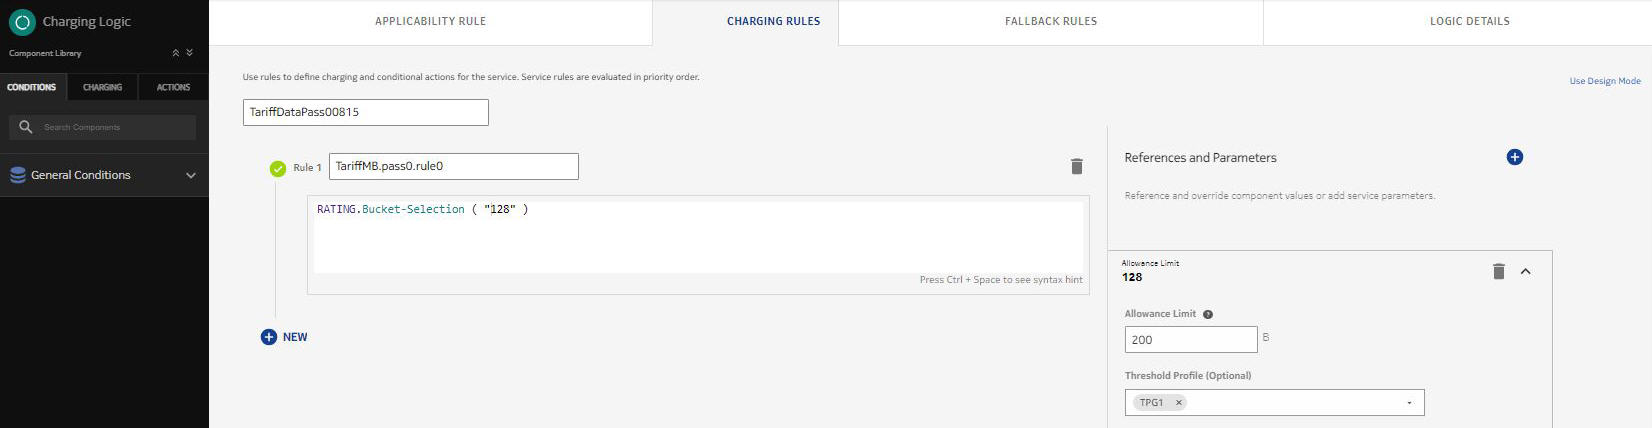 Charging Logic
Component Library
CONDITIONS
CHARGING
ACTIONS
Search Components
General Conditions
APPLICABILITY RULE
CHARGING RULES
FALLBACK RULES
LOGIC DETAILS
Use rules to define charging and conditional actions for the service. Service rules are evaluated in priority order.
Use Design Mode
TariffDataPass00815
Rule 1
TariffMB.pass0.rule0
RATING.Bucket-Selection ( "128" )
Press Ctrl + Space to see syntax hint
NEW
References and Parameters
Reference and override component values or add service parameters.
Allowance Limit
128
Allowance Limit ?
200 B
Threshold Profile (Optional)
TPG1 ×